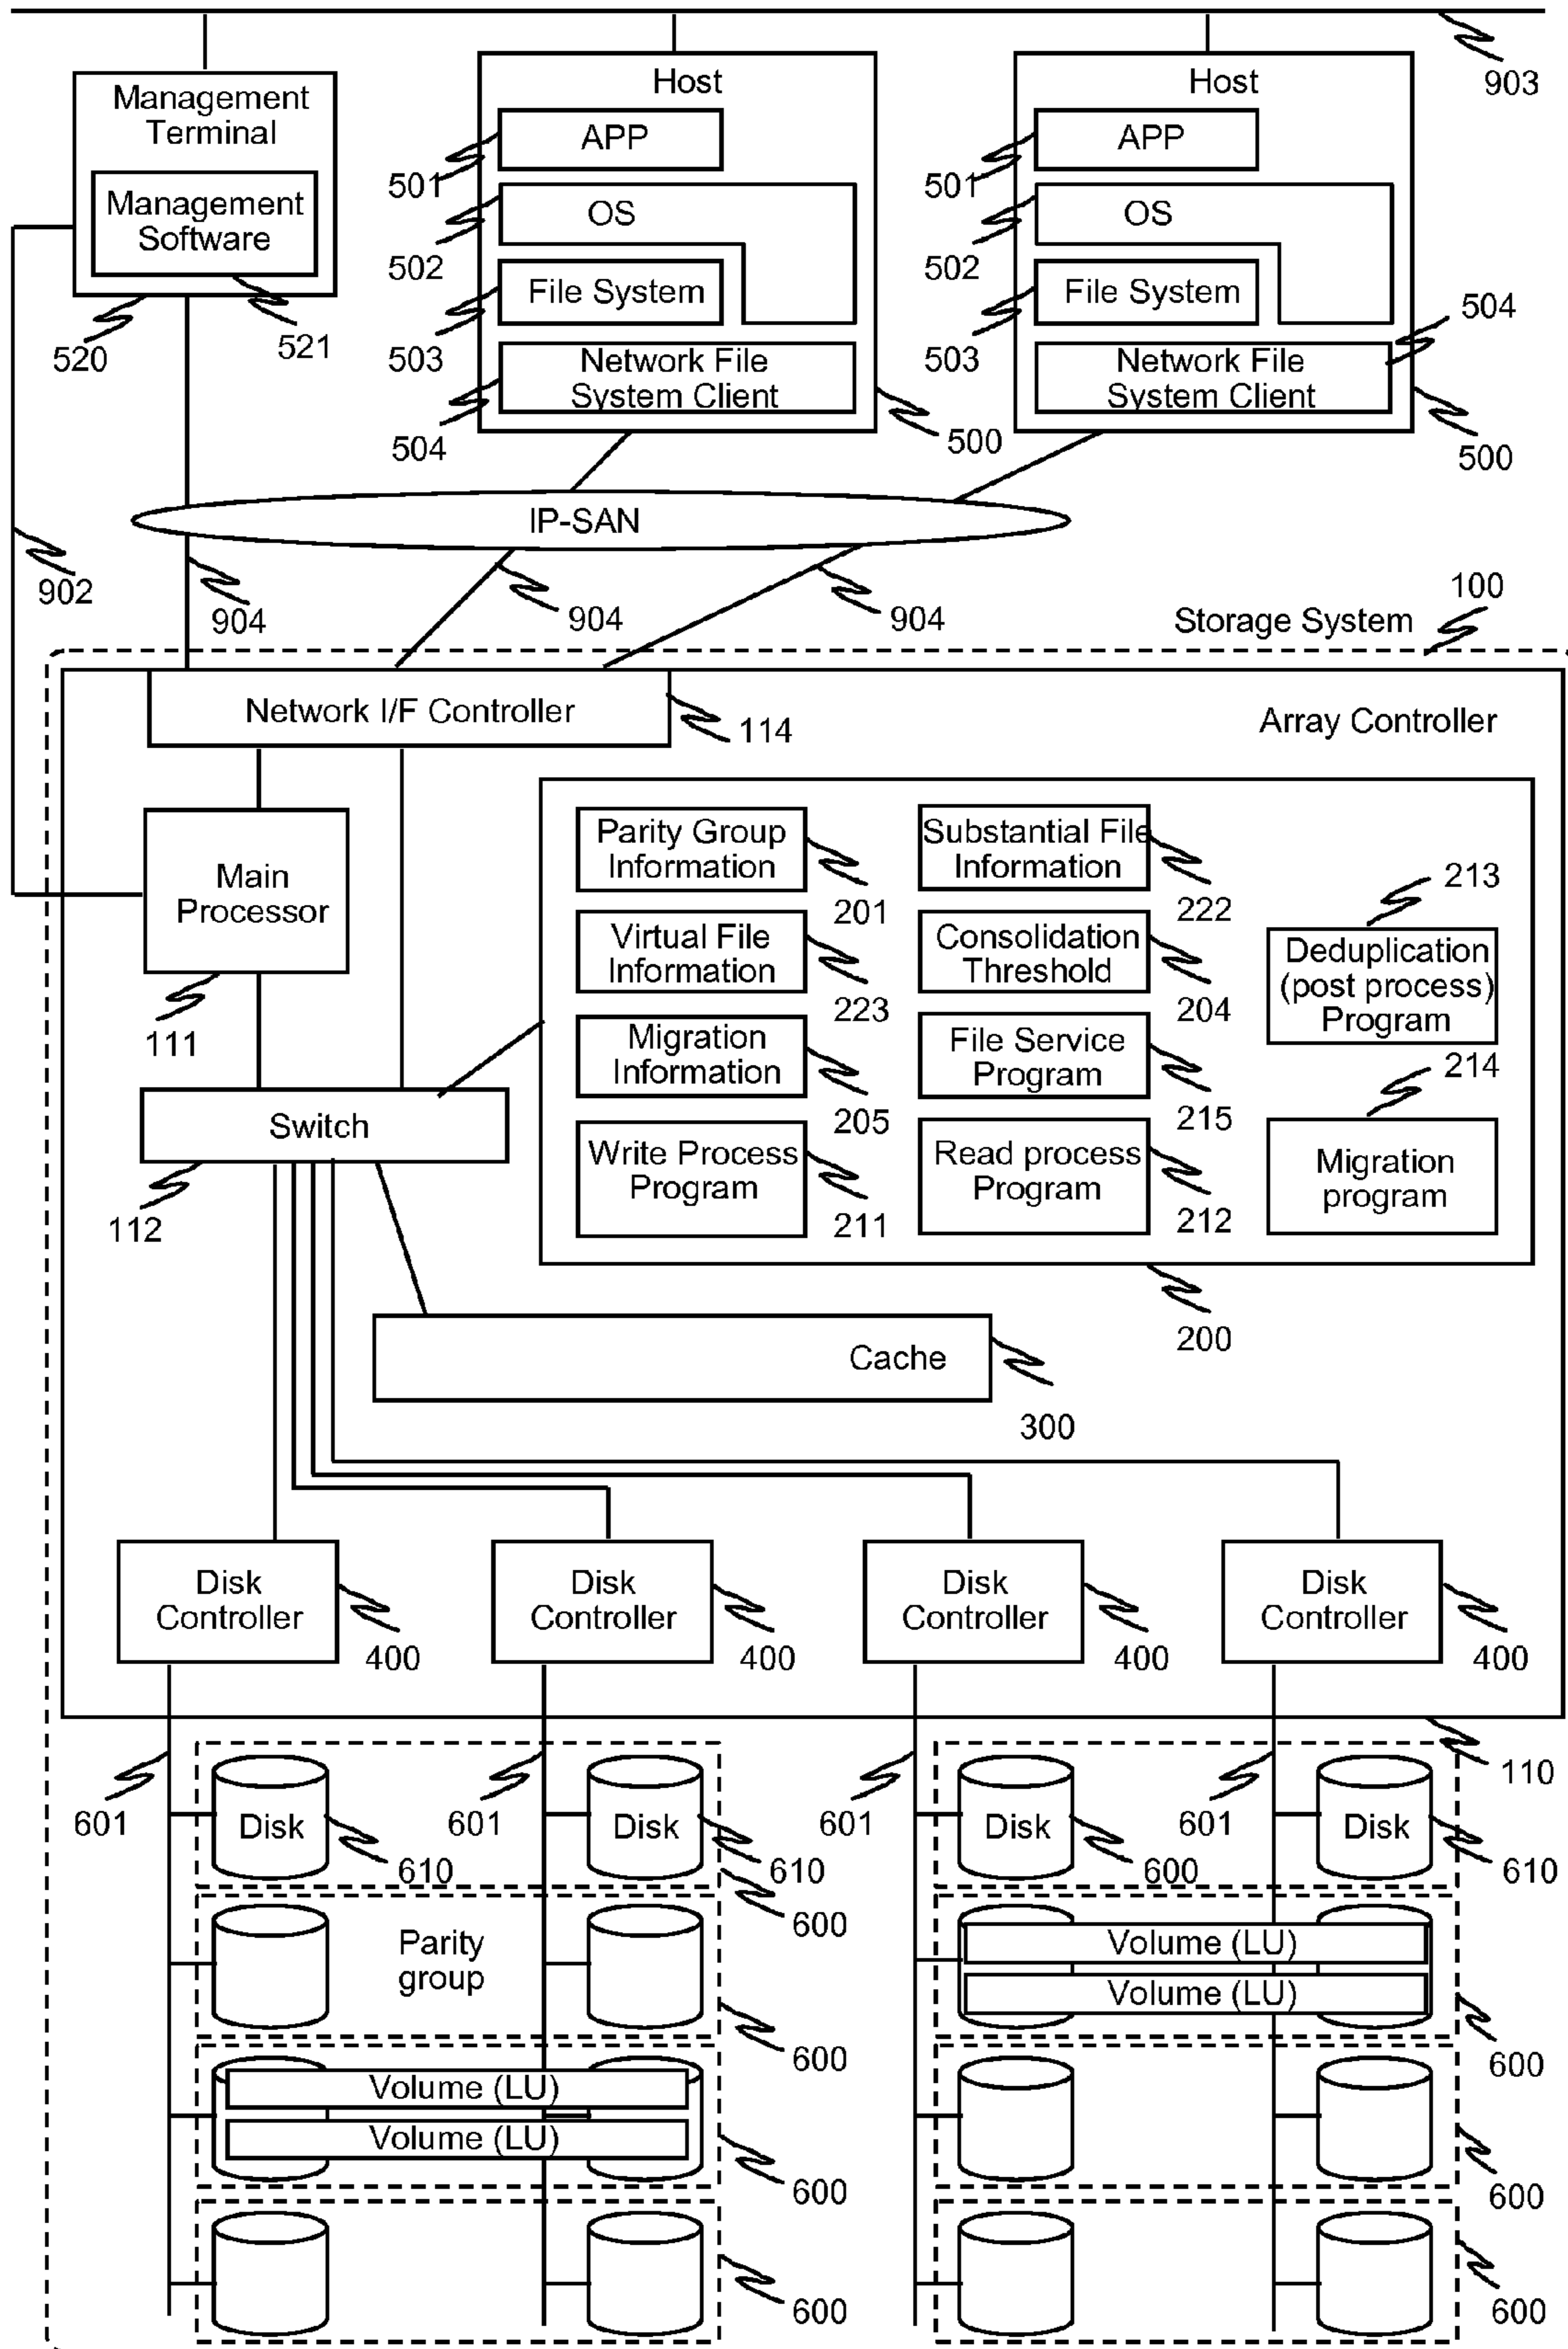 903
Management
Terminal
Management
Software
520
521
Host
APP
501
OS
502
File System
503
Network File
System Client
504
500
Host
APP
501
OS
502
File System
503
504
Network File
System Client
500
IP-SAN
902
904
904
904
Storage System
100
Network I/F Controller
114
Array Controller
Main
Processor
111
Switch
112
Parity Group
Information
201
Substantial File
Information
222
Virtual File
Information
223
Consolidation
Threshold
204
213
Deduplication
(post process)
Program
Migration
Information
205
File Service
Program
215
214
Write Process
Program
211
Read process
Program
212
Migration
program
200
Cache
300
Disk
Controller
400
Disk
Controller
400
Disk
Controller
400
Disk
Controller
400
110
601
Disk
610
601
Disk
610
600
601
Disk
600
601
Disk
610
Parity
group
600
Volume (LU)
Volume (LU)
600
Volume (LU)
Volume (LU)
600
600
600
600